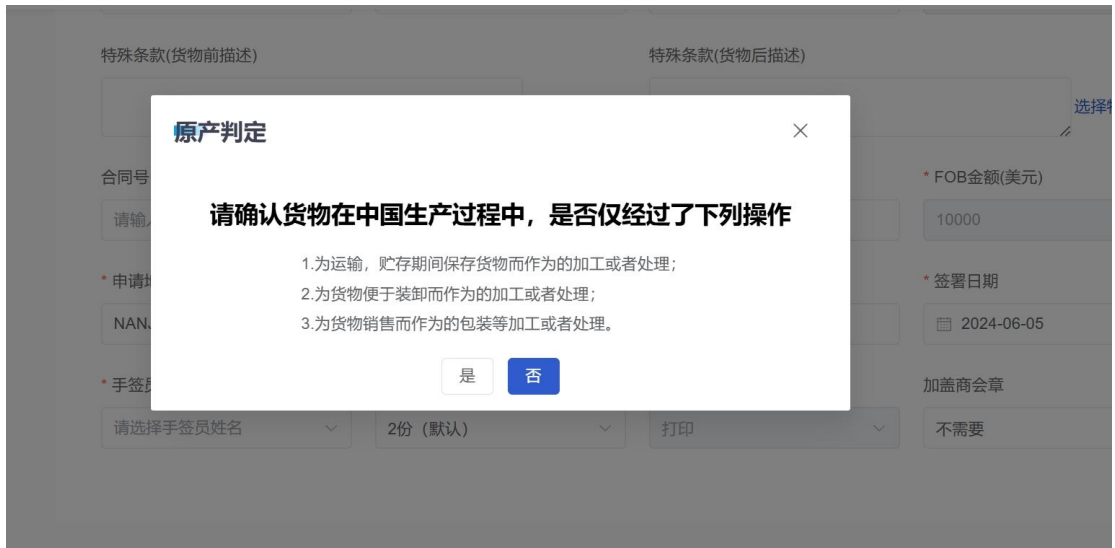 特殊条款(货物前描述)
特殊条款(货物后描述)
选择
原产判定
合同号
* FOB金额(美元)
请确认货物在中国生产过程中，是否仅经过了下列操作
请输
10000
1.为运输，贮存期间保存货物而作为的加工或者处理；
* 申请
* 签署日期
2.为货物便于装卸而作为的加工或者处理；
NANJ
2024-06-05
3.为货物销售而作为的包装等加工或者处理。
是
否
* 手签员
加盖商会章
请选择手签员姓名
2份（默认）
打印
不需要